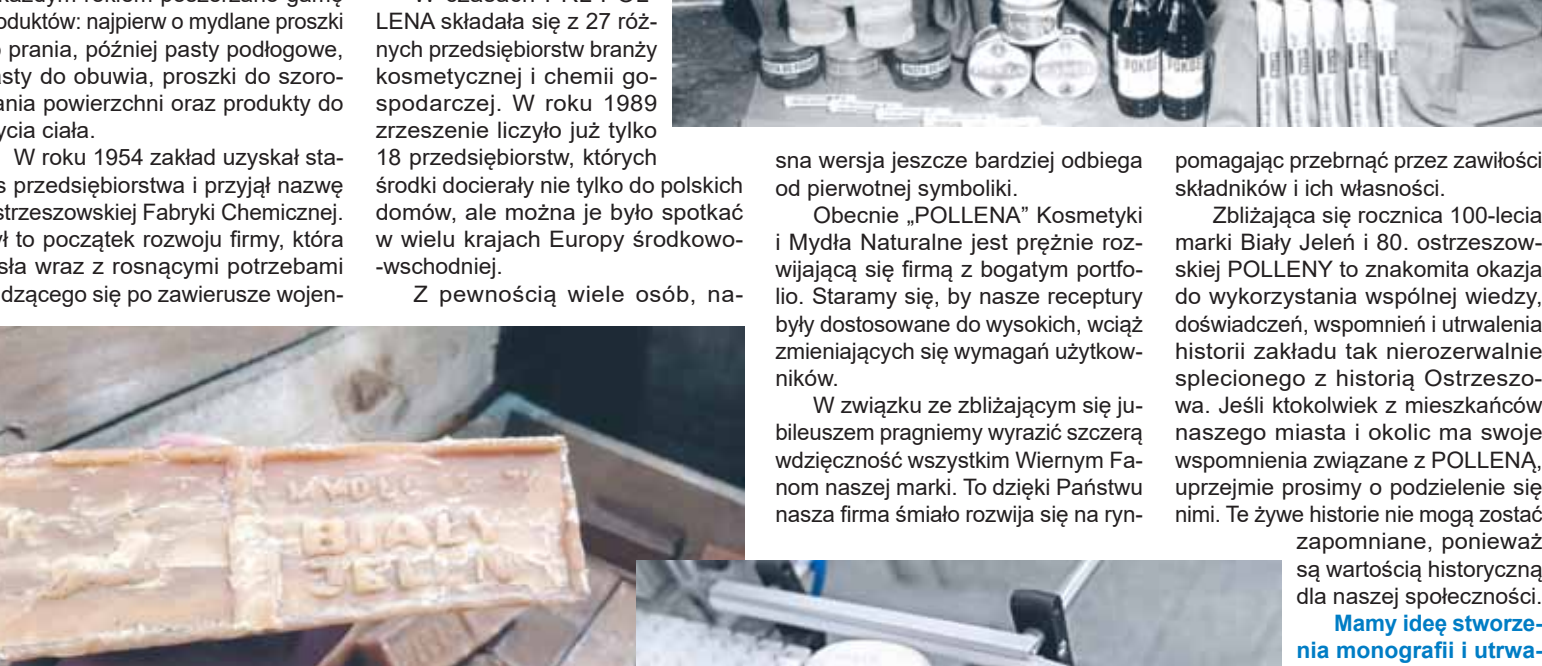 każdym rokiem poszerzano gamę
produktów: najpierw o mydlane proszki
prania, później pasty podłogowe,
pasty do obuwia, proszki do szoro-
wania powierzchni oraz produkty do
mycia ciała.
W roku 1954 zakład uzyskał sta-
s przedsiębiorstwa i przyjął nazwę
strzeszowskiej Fabryki Chemicznej.
ył to początek rozwoju firmy, która
sła wraz z rosnącymi potrzebami
dzącego się po zawierusze wojen-
LENA składała się z 27 róż-
nych przedsiębiorstw branży
kosmetycznej i chemii go-
spodarczej. W roku 1989
zrzeszenie liczyło już tylko
18 przedsiębiorstw, których
środki docierały nie tylko do polskich
domów, ale można je było spotkać
w wielu krajach Europy środkowo-
-wschodniej.
Z pewnością wiele osób, na-
sna wersja jeszcze bardziej odbiega
od pierwotnej symboliki.
Obecnie „POLLENA” Kosmetyki
i Mydła Naturalne jest prężnie roz-
wijającą się firmą z bogatym portfo-
lio. Staramy się, by nasze receptury
były dostosowane do wysokich, wciąż
zmieniających się wymagań użytkow-
ników.
W związku ze zbliżającym się ju-
bileuszem pragniemy wyrazić szczerą
wdzięczność wszystkim Wiernym Fa-
nom naszej marki. To dzięki Państwu
nasza firma śmiało rozwija się na ryn-
pomagając przebrnąć przez zawiłości
składników i ich własności.
Zbliżająca się rocznica 100-lecia
marki Biały Jeleń i 80. ostrzeszow-
skiej POLLENY to znakomita okazja
do wykorzystania wspólnej wiedzy,
doświadczeń, wspomnień i utrwalenia
historii zakładu tak nierozerwalnie
splecionego z historią Ostrzeszo-
wa. Jeśli ktokolwiek z mieszkańców
naszego miasta i okolic ma swoje
wspomnienia związane z POLLENĄ,
uprzejmie prosimy o podzielenie się
nimi. Te żywe historie nie mogą zostać
zapomniane, ponieważ
są wartością historyczną
dla naszej społeczności.
Mamy ideę stworze-
nia monografii i utrwa-
MYDŁO
BIAŁY
JELEŃ